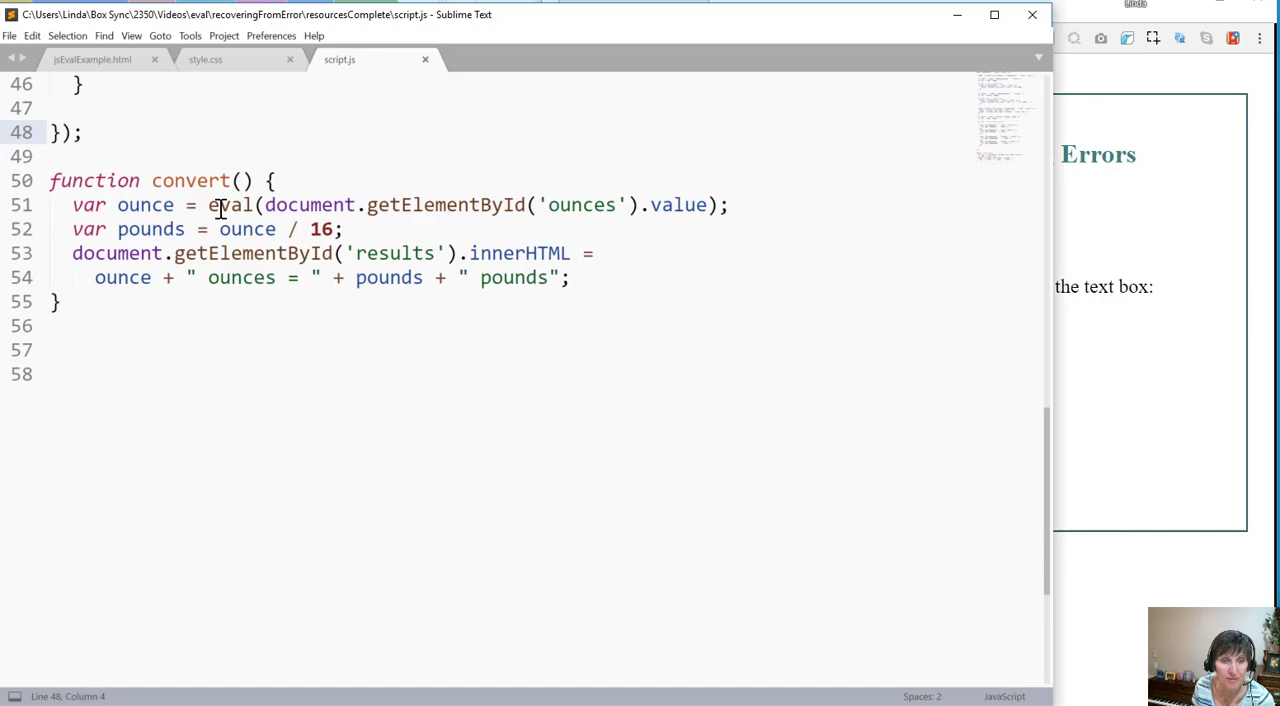 Linda
C:\Users\Linda\Box Sync\2350\Videos\eval\recoveringFromError\resourcesComplete\script.js - Sublime Text
File Edit Selection Find View Goto Tools Project Preferences Help
jsEvalExample.html style.css script.js
46 }
47
48 });
49
50 function convert() {
51 var ounce = eval(document.getElementById('ounces').value);
52 var pounds = ounce / 16;
53 document.getElementById('results').innerHTML =
54 ounce + " ounces = " + pounds + " pounds";
55 }
56
57
58
Errors
the text box:
Line 48, Column 4 Spaces: 2 JavaScript